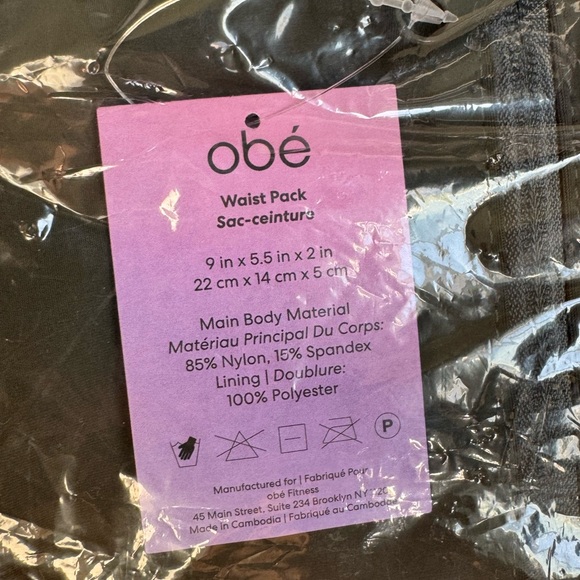 obé
Waist Pack
Sac-ceinture
9 in x 5.5 in x 2 in
22 cm x 14 cm x 5 cm
Main Body Material
Matériau Principal Du Corps:
85% Nylon, 15% Spandex
Lining | Doublure:
100% Polyester
P
Manufactured for | Fabriqué Pour
obé Fitness
45 Main Street, Suite 234 Brooklyn NY
Made in Cambodia | Fabriqué au Cambodge